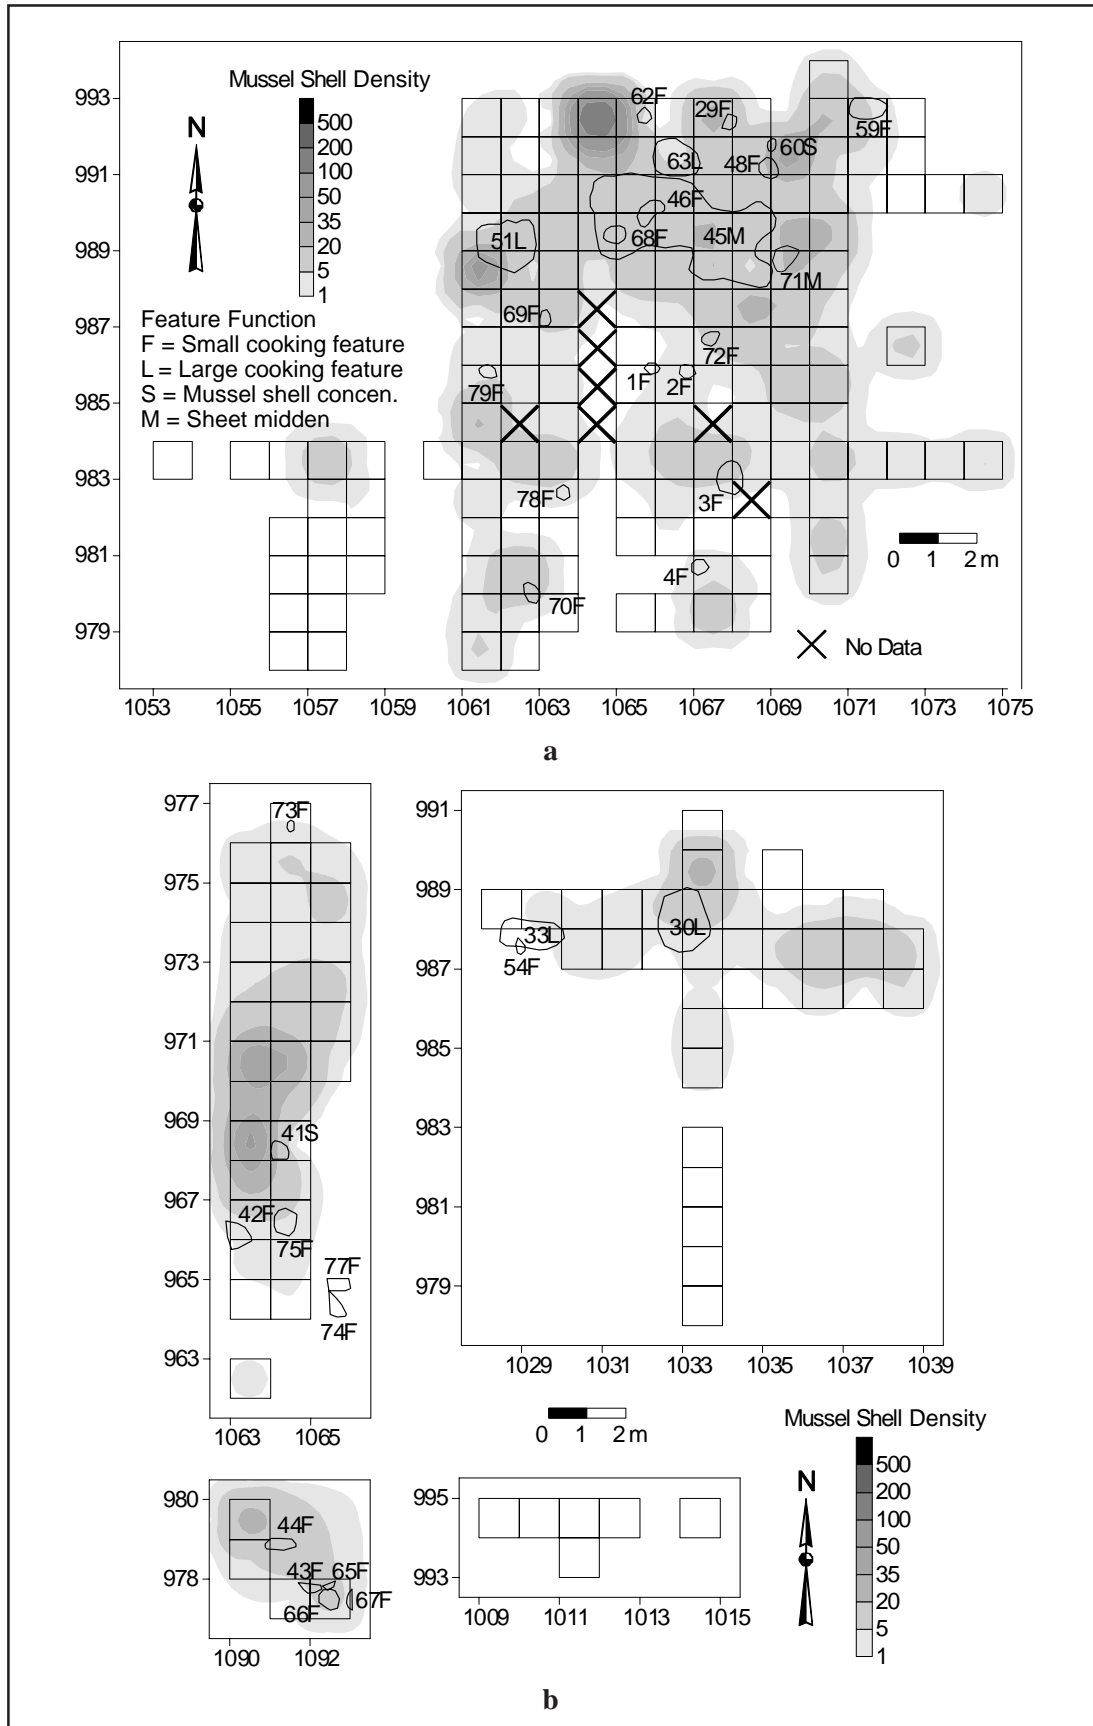 Mussel Shell Density
500
200
100
50
35
20
5
1
N
Feature Function
F = Small cooking feature
L = Large cooking feature
S = Mussel shell concen.
M = Sheet midden
993
991
989
987
985
983
981
979
62F
29F
59F
60S
63L
48F
46F
51L
68F
45M
71M
69F
72F
1F
2F
79F
78F
3F
4F
70F
0 1 2 m
No Data
1053 1055 1057 1059 1061 1063 1065 1067 1069 1071 1073 1075
a
977
975
973
971
969
967
965
963
73F
41S
42F
75F
77F
74F
1063 1065
991
989
987
985
983
981
979
33L
30L
54F
1029 1031 1033 1035 1037 1039
0 1 2 m
980
978
44F
43F 65F
66F 67F
1090 1092
995
993
1009 1011 1013 1015
N
Mussel Shell Density
500
200
100
50
35
20
5
1
b